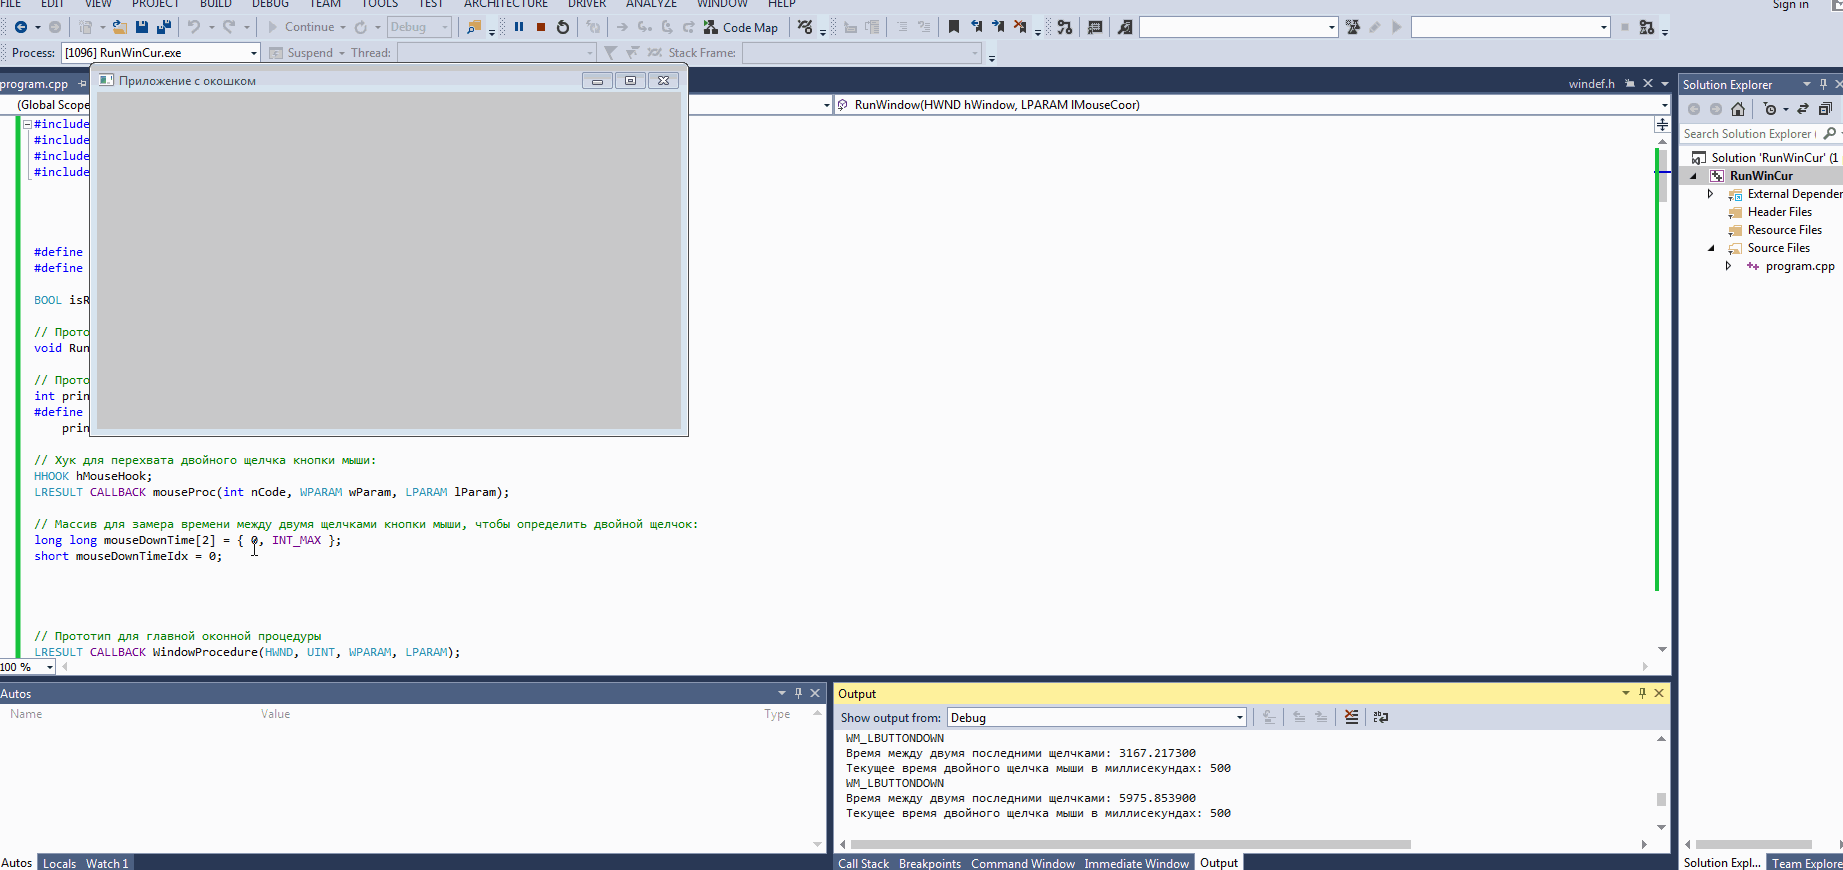 FILE EDIT VIEW PROJECT BUILD DEBUG TEAM TOOLS TEST ARCHITECTURE DRIVER ANALYZE WINDOW HELP
Sign in
Continue Debug Code Map
Process: [1096] RunWinCur.exe Suspend Thread: Stack Frame:
program.cpp
Приложение с окошком
windef.h
(Global Scope
RunWindow(HWND hWindow, LPARAM lMouseCoor)
#include
#include
#include
#include
#define
#define
BOOL isR
// Прото
void Run
// Прото
int prin
#define
prin
// Хук для перехвата двойного щелчка кнопки мыши:
HHOOK hMouseHook;
LRESULT CALLBACK mouseProc(int nCode, WPARAM wParam, LPARAM lParam);
// Массив для замера времени между двумя щелчками кнопки мыши, чтобы определить двойной щелчок:
long long mouseDownTime[2] = { 0, INT_MAX };
short mouseDownTimeIdx = 0;
// Прототип для главной оконной процедуры
LRESULT CALLBACK WindowProcedure(HWND, UINT, WPARAM, LPARAM);
100 %
Solution Explorer
Search Solution Explorer (
Solution 'RunWinCur' (1
RunWinCur
External Depender
Header Files
Resource Files
Source Files
program.cpp
Autos
Name Value Type
Autos Locals Watch 1
Output
Show output from: Debug
WM_LBUTTONDOWN
Время между двумя последними щелчками: 3167.217300
Текущее время двойного щелчка мыши в миллисекундах: 500
WM_LBUTTONDOWN
Время между двумя последними щелчками: 5975.853900
Текущее время двойного щелчка мыши в миллисекундах: 500
Call Stack Breakpoints Command Window Immediate Window Output
Solution Expl... Team Explore